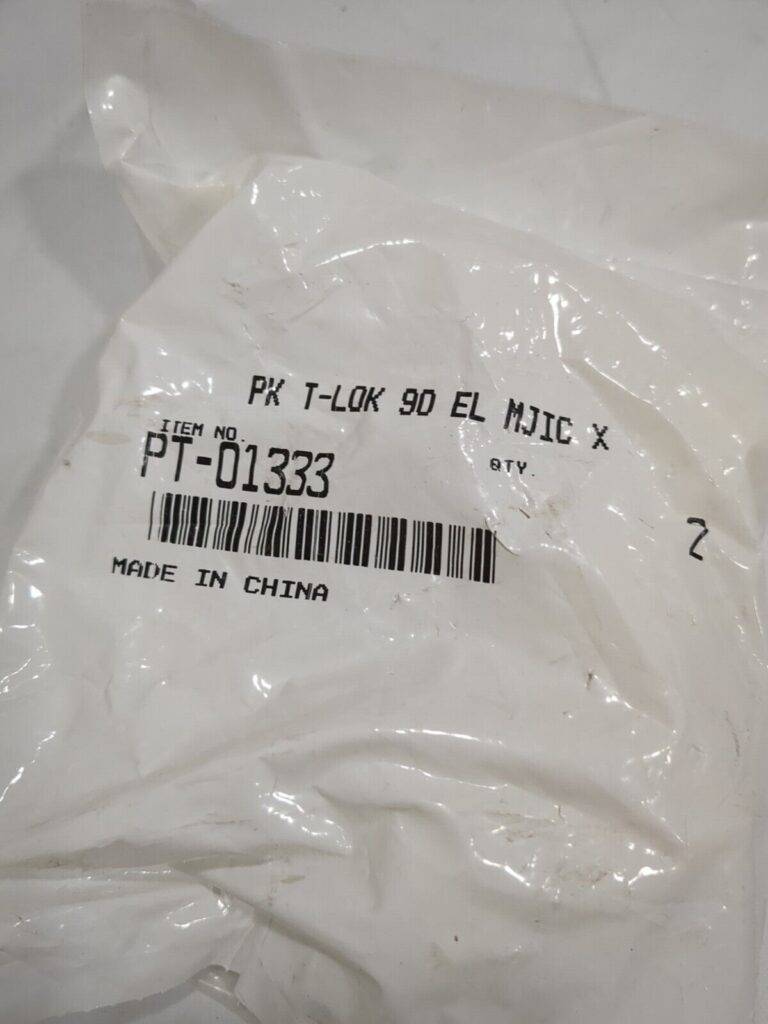 PK T-LOK 90 EL MJIC X
ITEM NO.
QTY.
PT-01333
2
MADE IN CHINA